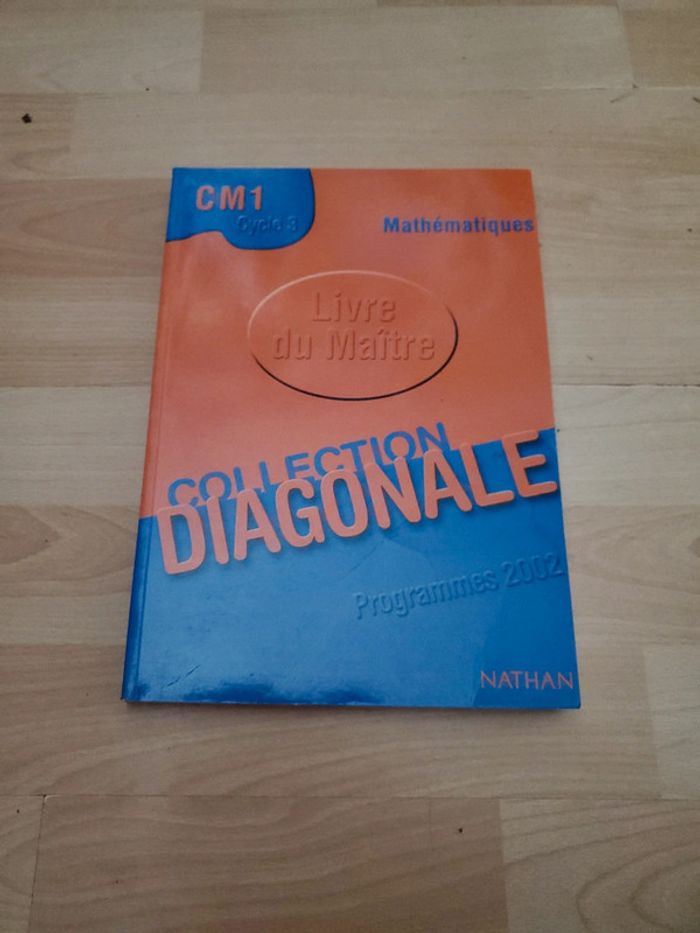 CM1
Cycle 3
Mathématiques
Livre
du Maître
COLLECTION
DIAGONALE
Programmes 2002
NATHAN